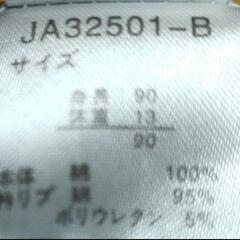 JA32501-B
サイズ
身長 90
体重 13
90
本体 綿 100%
リブ 綿 95%
ポリウレタン 5%